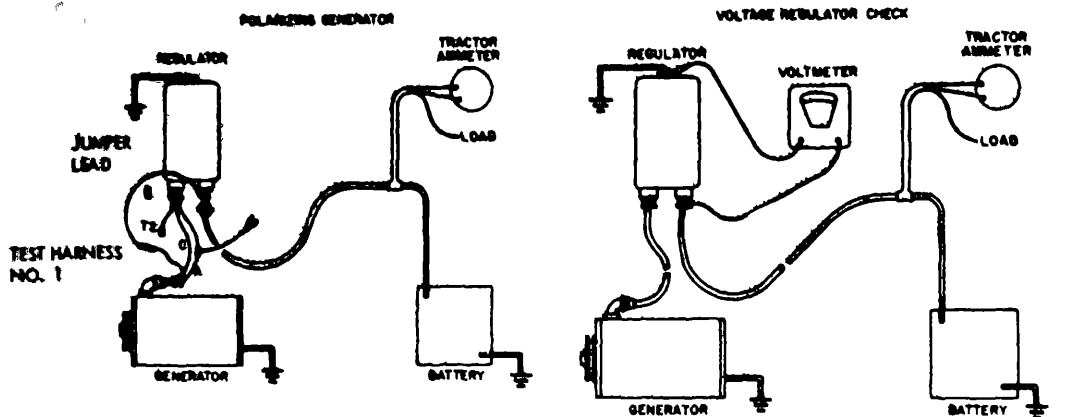 POLARIZING GENERATOR
REGULATOR
TRACTOR
AMMETER
JUMPER
LEAD
LOAD
B
T2
G
A
TEST HARNESS
NO. 1
GENERATOR
BATTERY
VOLTAGE REGULATOR CHECK
REGULATOR
VOLTMETER
TRACTOR
AMMETER
LOAD
GENERATOR
BATTERY